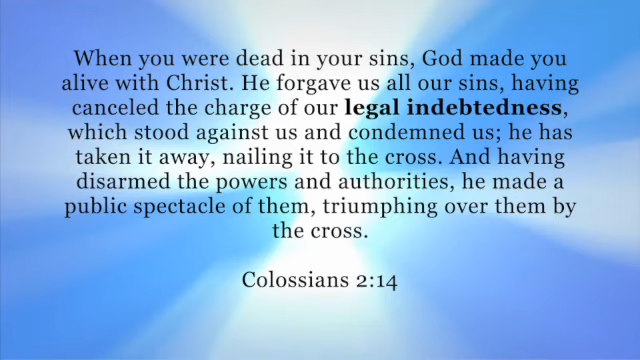 When you were dead in your sins, God made you
alive with Christ. He forgave us all our sins, having
canceled the charge of our legal indebtedness,
which stood against us and condemned us; he has
taken it away, nailing it to the cross. And having
disarmed the powers and authorities, he made a
public spectacle of them, triumphing over them by
the cross.
Colossians 2:14